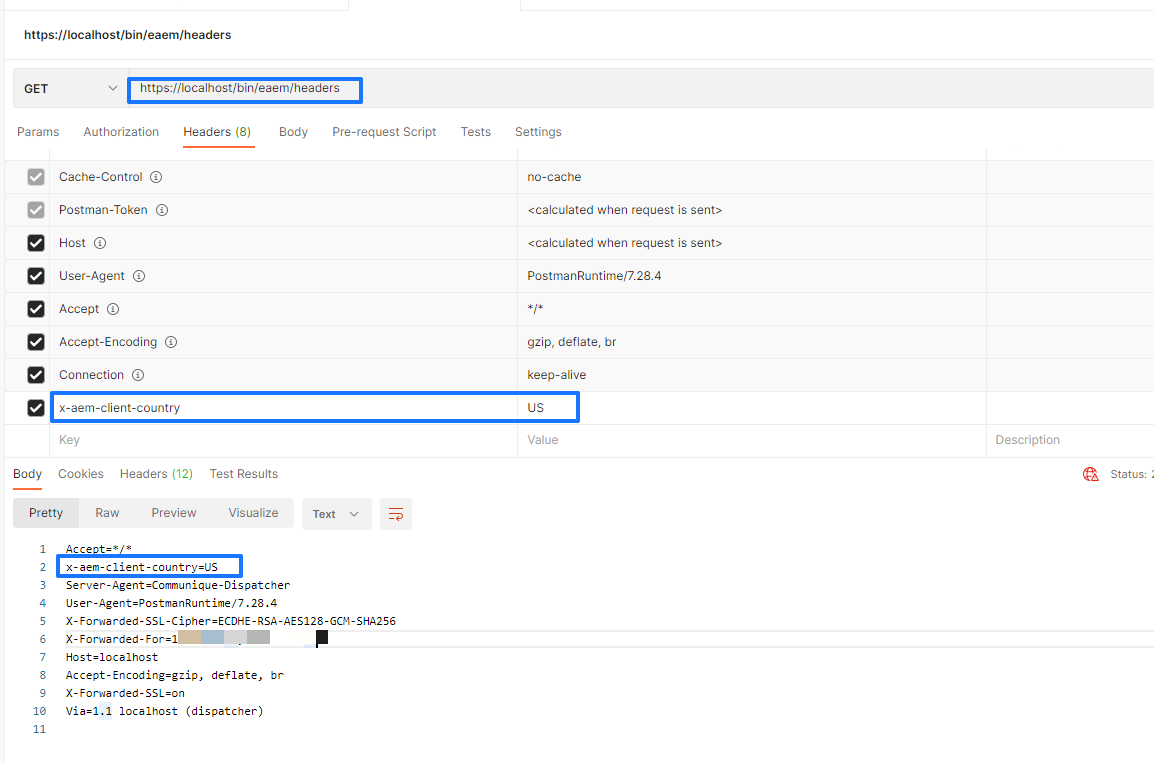 https://localhost/bin/eaem/headers
GET https://localhost/bin/eaem/headers
Params Authorization Headers (8) Body Pre-request Script Tests Settings
Cache-Control no-cache
Postman-Token <calculated when request is sent>
Host <calculated when request is sent>
User-Agent PostmanRuntime/7.28.4
Accept */*
Accept-Encoding gzip, deflate, br
Connection keep-alive
x-aem-client-country US
Key Value Description
Body Cookies Headers (12) Test Results Status:
Pretty Raw Preview Visualize Text
1 Accept=*/*
2 x-aem-client-country=US
3 Server-Agent=Communique-Dispatcher
4 User-Agent=PostmanRuntime/7.28.4
5 X-Forwarded-SSL-Cipher=ECDHE-RSA-AES128-GCM-SHA256
6 X-Forwarded-For=1
7 Host=localhost
8 Accept-Encoding=gzip, deflate, br
9 X-Forwarded-SSL=on
10 Via=1.1 localhost (dispatcher)
11